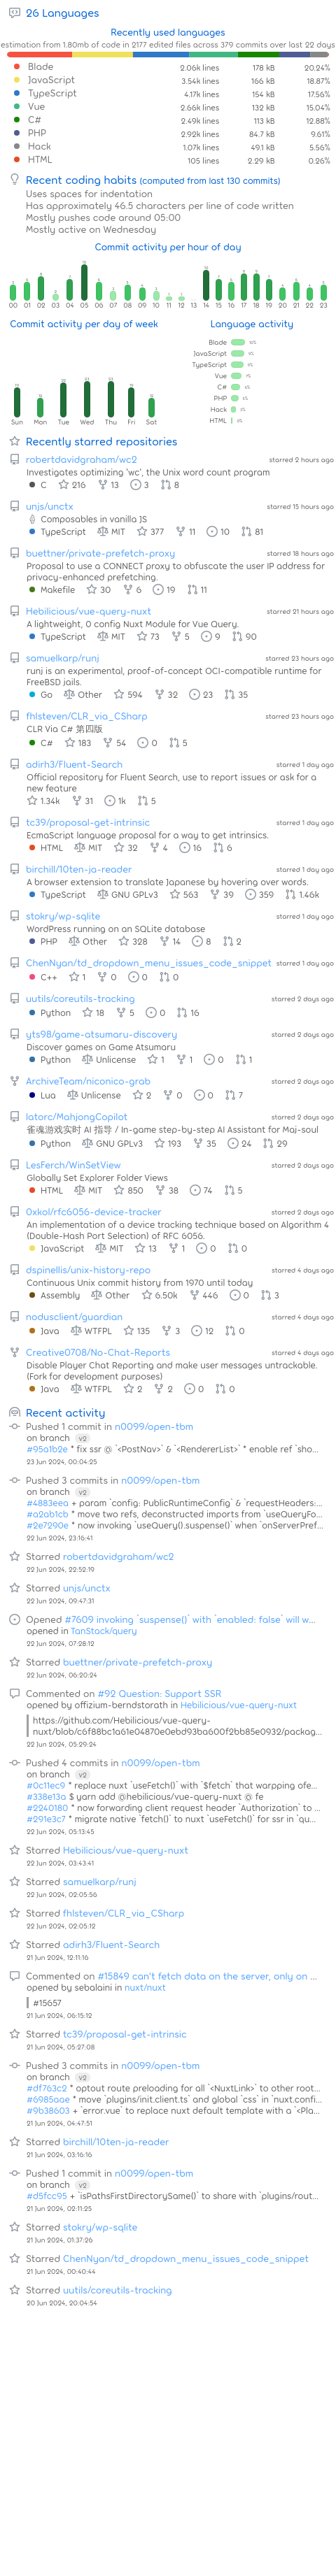 26 Languages
Recently used languages
estimation from 1.80mb of code in 2177 edited files across 379 commits over last 22 days
Blade 2.06k lines 178 kB 20.24%
JavaScript 3.54k lines 166 kB 18.87%
TypeScript 4.17k lines 154 kB 17.56%
Vue 2.66k lines 132 kB 15.04%
C# 2.49k lines 113 kB 12.88%
PHP 2.92k lines 84.7 kB 9.61%
Hack 1.07k lines 49.1 kB 5.56%
HTML 105 lines 2.29 kB 0.26%
Recent coding habits (computed from last 130 commits)
Uses spaces for indentation
Has approximately 46.5 characters per line of code written
Mostly pushes code around 05:00
Mostly active on Wednesday
Commit activity per hour of day
00 01 02 03 04 05 06 07 08 09 10 11 12 13 14 15 16 17 18 19 20 21 22 23
Commit activity per day of week
Sun Mon Tue Wed Thu Fri Sat
Language activity
Blade
JavaScript
TypeScript
Vue
C#
PHP
Hack
HTML
Recently starred repositories
robertdavidgraham/wc2 starred 2 hours ago
Investigates optimizing 'wc', the Unix word count program
C 216 13 3 8
unjs/unctx starred 15 hours ago
Composables in vanilla JS
TypeScript MIT 377 11 10 81
buettner/private-prefetch-proxy starred 18 hours ago
Proposal to use a CONNECT proxy to obfuscate the user IP address for
privacy-enhanced prefetching.
Makefile 30 6 19 11
Hebilicious/vue-query-nuxt starred 21 hours ago
A lightweight, 0 config Nuxt Module for Vue Query.
TypeScript MIT 73 5 9 90
samuelkarp/runj starred 23 hours ago
runj is an experimental, proof-of-concept OCI-compatible runtime for
FreeBSD jails.
Go Other 594 32 23 35
fhlsteven/CLR_via_CSharp starred 23 hours ago
CLR Via C# 第四版
C# 183 54 0 5
adirh3/Fluent-Search starred 1 day ago
Official repository for Fluent Search, use to report issues or ask for a
new feature
1.34k 31 1k 5
tc39/proposal-get-intrinsic starred 1 day ago
EcmaScript language proposal for a way to get intrinsics.
HTML MIT 32 4 16 6
birchill/10ten-ja-reader starred 1 day ago
A browser extension to translate Japanese by hovering over words.
TypeScript GNU GPLv3 563 39 359 1.46k
stokry/wp-sqlite starred 1 day ago
WordPress running on an SQLite database
PHP Other 328 14 8 2
ChenNyan/td_dropdown_menu_issues_code_snippet starred 1 day ago
C++ 1 0 0 0
uutils/coreutils-tracking starred 2 days ago
Python 18 5 0 16
yts98/game-atsumaru-discovery starred 2 days ago
Discover games on Game Atsumaru
Python Unlicense 1 1 0 1
ArchiveTeam/niconico-grab starred 2 days ago
Lua Unlicense 2 0 0 7
latorc/MahjongCopilot starred 2 days ago
雀魂游戏实时 AI 指导 / In-game step-by-step AI Assistant for Maj-soul
Python GNU GPLv3 193 35 24 29
LesFerch/WinSetView starred 2 days ago
Globally Set Explorer Folder Views
HTML MIT 850 38 74 5
0xkol/rfc6056-device-tracker starred 2 days ago
An implementation of a device tracking technique based on Algorithm 4
(Double-Hash Port Selection) of RFC 6056.
JavaScript MIT 13 1 0 0
dspinellis/unix-history-repo starred 4 days ago
Continuous Unix commit history from 1970 until today
Assembly Other 6.50k 446 0 3
nodusclient/guardian starred 4 days ago
Java WTFPL 135 3 12 0
Creative0708/No-Chat-Reports starred 4 days ago
Disable Player Chat Reporting and make user messages untrackable.
(Fork for development purposes)
Java WTFPL 2 2 0 0
Recent activity
Pushed 1 commit in n0099/open-tbm
on branch v2
#95a1b2e * fix ssr @ `<PostNav>` & `<RendererList>` * enable ref `sho...
23 Jun 2024, 00:04:25
Pushed 3 commits in n0099/open-tbm
on branch v2
#4883eea + param `config: PublicRuntimeConfig` & `requestHeaders:...
#a2ab1cb * move two refs, deconstructed imports from `useQueryFo...
#2e7290e * now invoking `useQuery().suspense()` when `onServerPref...
22 Jun 2024, 23:16:41
Starred robertdavidgraham/wc2
22 Jun 2024, 22:52:19
Starred unjs/unctx
22 Jun 2024, 09:47:31
Opened #7609 invoking `suspense()` with `enabled: false` will w...
opened in TanStack/query
22 Jun 2024, 07:28:12
Starred buettner/private-prefetch-proxy
22 Jun 2024, 06:20:24
Commented on #92 Question: Support SSR
opened by offizium-berndstorath in Hebilicious/vue-query-nuxt
https://github.com/Hebilicious/vue-query-
nuxt/blob/c6f88bc1a61e04870e0ebd93ba600f2bb85e0932/packag...
22 Jun 2024, 05:29:24
Pushed 4 commits in n0099/open-tbm
on branch v2
#0c11ec9 * replace nuxt `useFetch()` with `$fetch` that warpping ofe...
#338e13a $ yarn add @hebilicious/vue-query-nuxt @ fe
#2240180 * now forwarding client request header `Authorization` to ...
#291e3c7 * migrate native `fetch()` to nuxt `useFetch()` for ssr in `qu...
22 Jun 2024, 05:13:45
Starred Hebilicious/vue-query-nuxt
22 Jun 2024, 03:43:41
Starred samuelkarp/runj
22 Jun 2024, 02:05:56
Starred fhlsteven/CLR_via_CSharp
22 Jun 2024, 02:05:12
Starred adirh3/Fluent-Search
21 Jun 2024, 12:11:16
Commented on #15849 can't fetch data on the server, only on ...
opened by sebalaini in nuxt/nuxt
#15657
21 Jun 2024, 06:15:12
Starred tc39/proposal-get-intrinsic
21 Jun 2024, 05:27:08
Pushed 3 commits in n0099/open-tbm
on branch v2
#df763c2 * optout route preloading for all `<NuxtLink>` to other root...
#6985aae * move `plugins/init.client.ts` and global `css` in `nuxt.confi...
#9b38603 + `error.vue` to replace nuxt default template with a `<Pla...
21 Jun 2024, 04:47:51
Starred birchill/10ten-ja-reader
21 Jun 2024, 03:16:16
Pushed 1 commit in n0099/open-tbm
on branch v2
#d5fcc95 + `isPathsFirstDirectorySame()` to share with `plugins/rout...
21 Jun 2024, 02:11:25
Starred stokry/wp-sqlite
21 Jun 2024, 01:37:26
Starred ChenNyan/td_dropdown_menu_issues_code_snippet
21 Jun 2024, 00:40:44
Starred uutils/coreutils-tracking
20 Jun 2024, 20:04:54